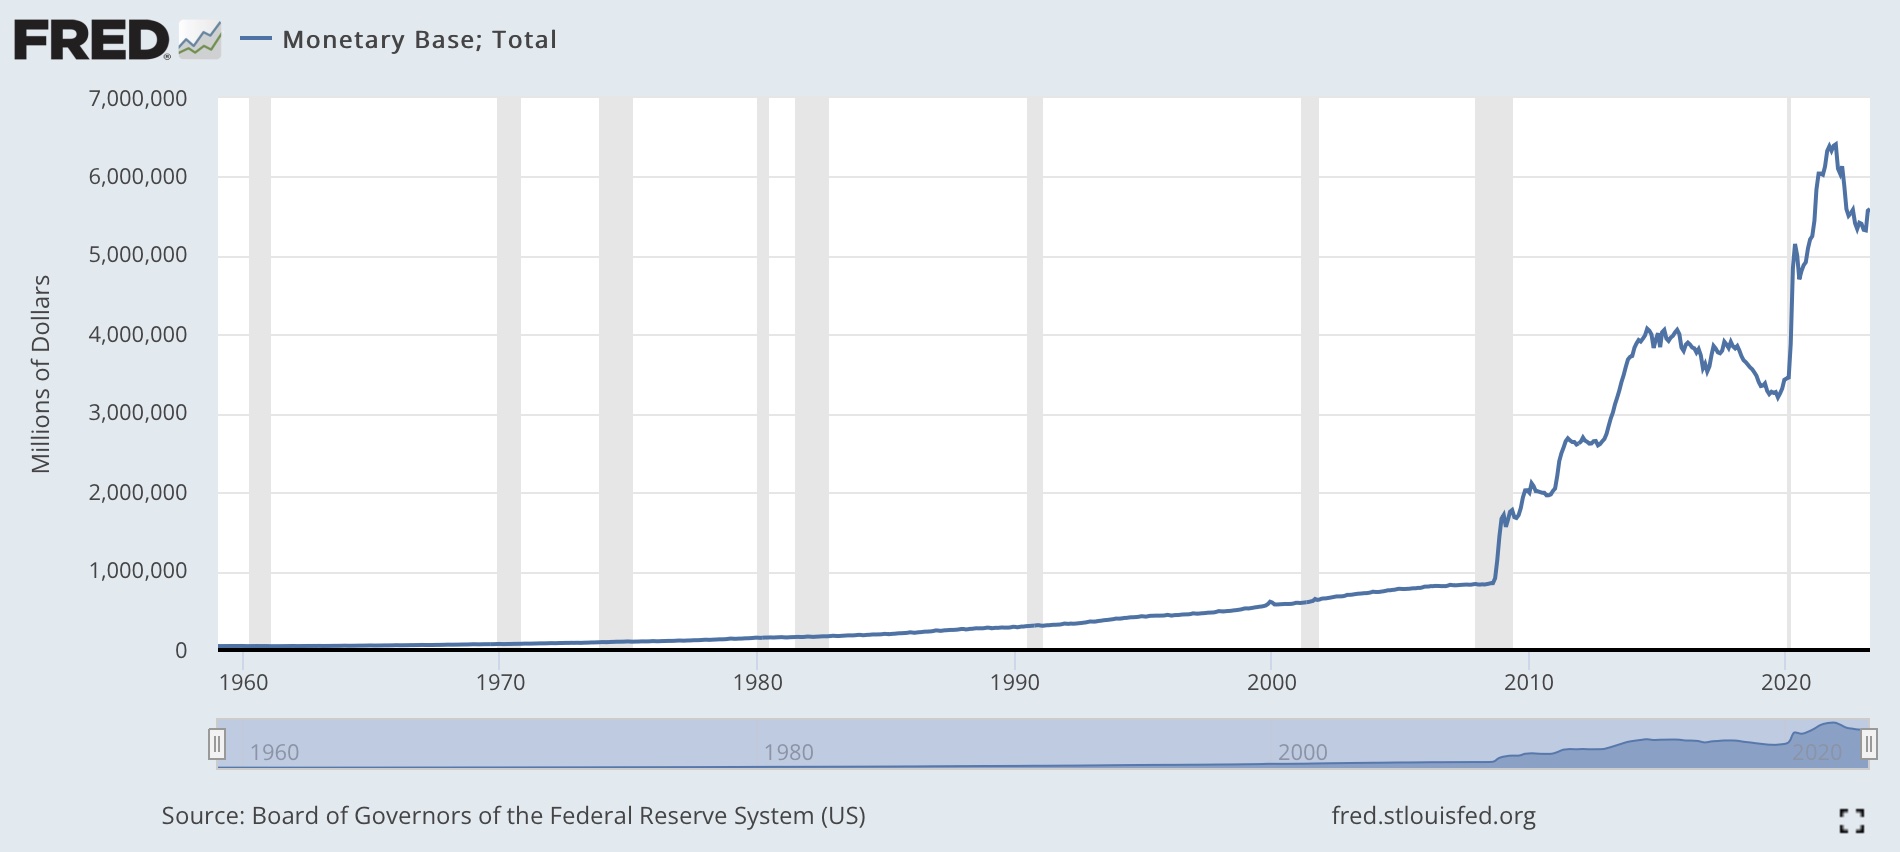 FRED® Monetary Base; Total
Millions of Dollars
7,000,000
6,000,000
5,000,000
4,000,000
3,000,000
2,000,000
1,000,000
0
1960 1970 1980 1990 2000 2010 2020
1960 1980 2000 2020
Source: Board of Governors of the Federal Reserve System (US) fred.stlouisfed.org